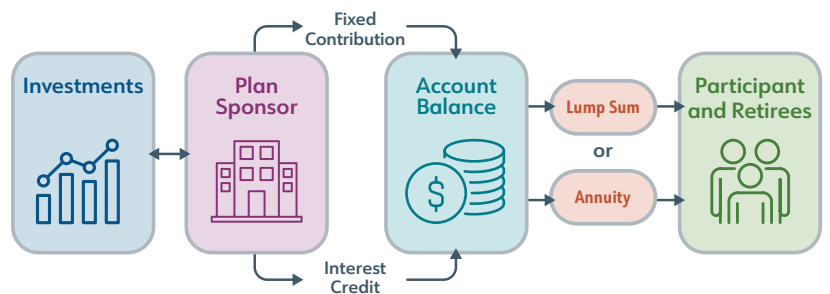 Investments
Plan
Sponsor
Fixed
Contribution
Interest
Credit
Account
Balance
$
Lump Sum
or
Annuity
Participant
and Retirees